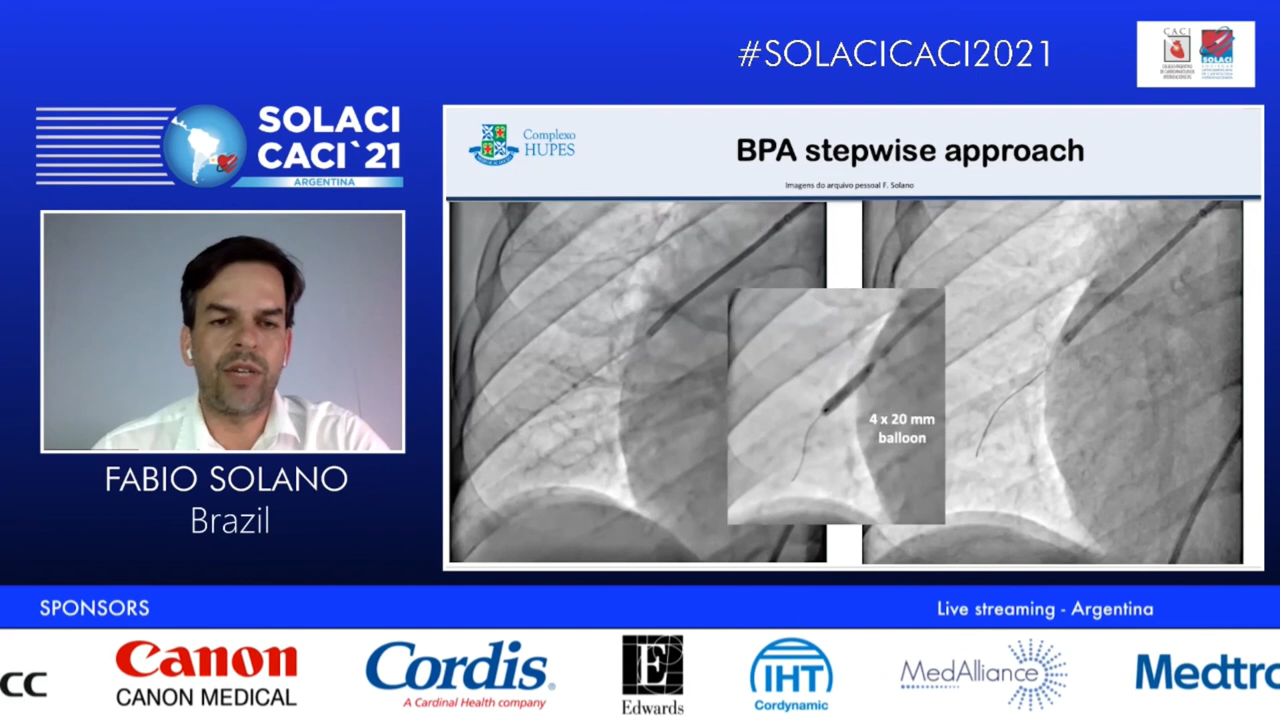 #SOLACICACI2021
CACI
SOLACI
SOLACI
CACI`21
ARGENTINA
Complexo
HUPES
BPA stepwise approach
Imagens do arquivo pessoal F. Solano
4 x 20 mm
balloon
FABIO SOLANO
Brazil
SPONSORS
Live streaming - Argentina
CC
Canon
CANON MEDICAL
Cordis®
A Cardinal Health company
E
Edwards
IHT
Cordynamic
MedAlliance
Medtro